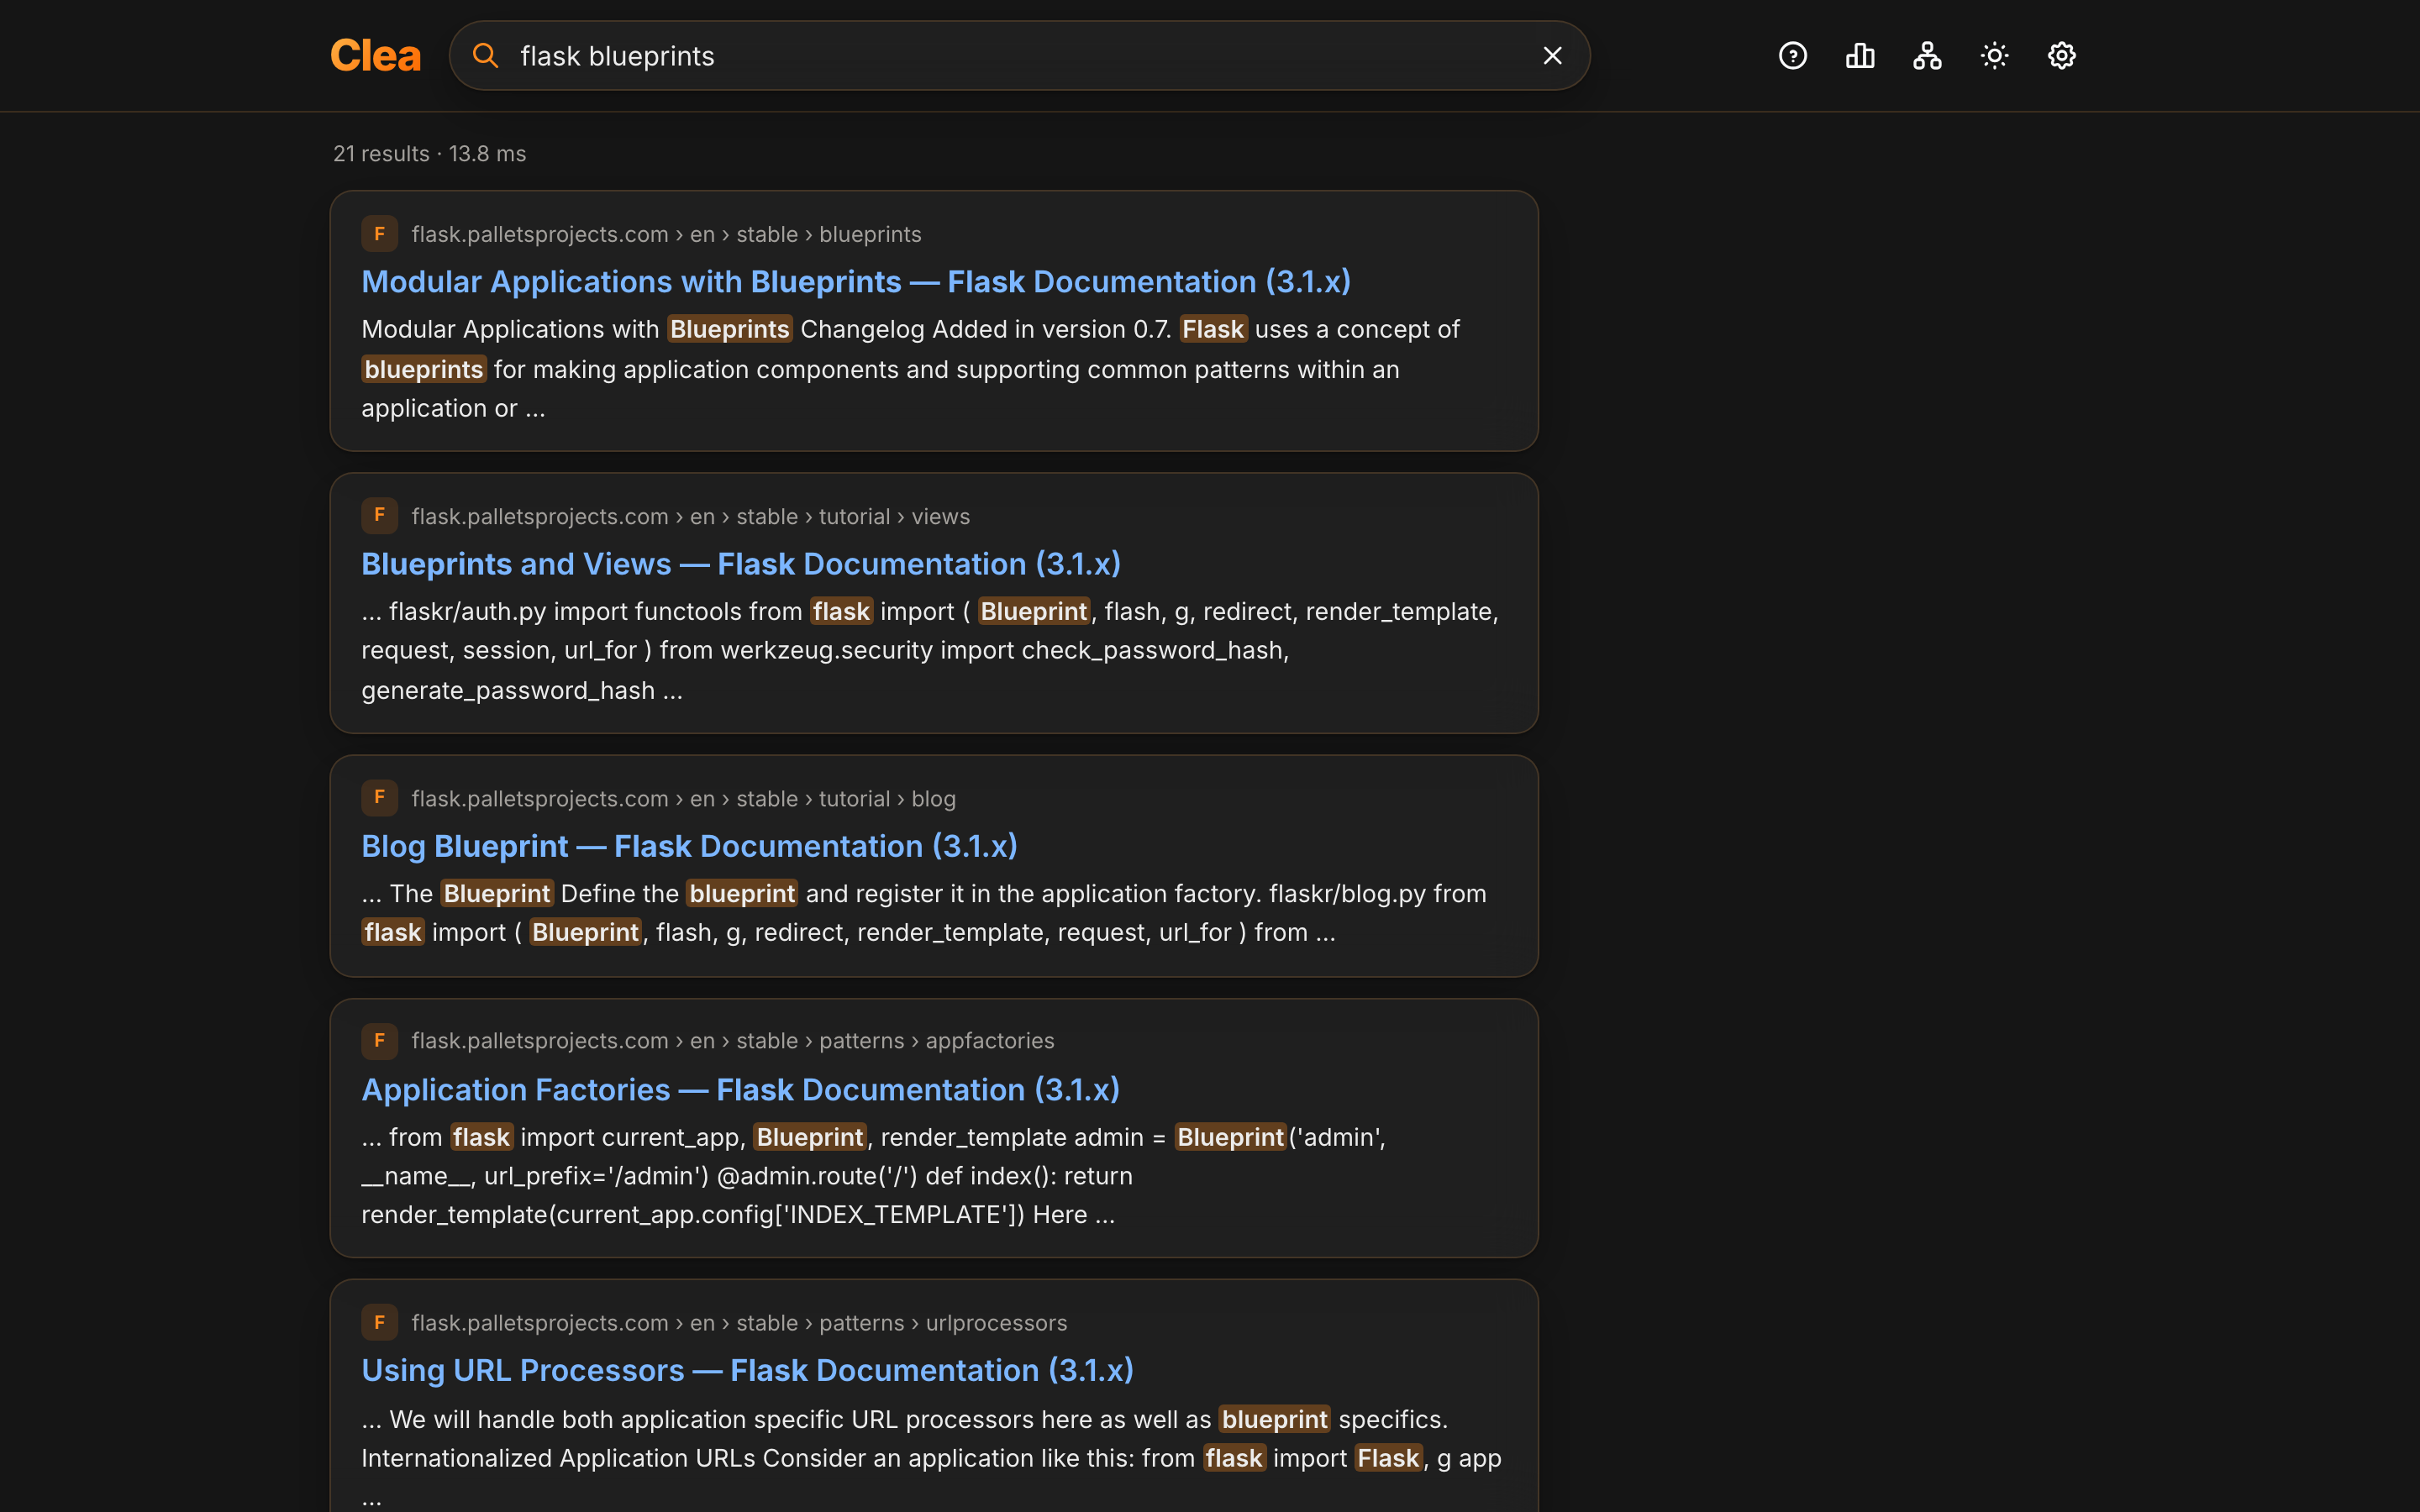 Clea
flask blueprints
21 results · 13.8 ms
F flask.palletsprojects.com › en › stable › blueprints
Modular Applications with Blueprints — Flask Documentation (3.1.x)
Modular Applications with Blueprints Changelog Added in version 0.7. Flask uses a concept of
blueprints for making application components and supporting common patterns within an
application or ...
F flask.palletsprojects.com › en › stable › tutorial › views
Blueprints and Views — Flask Documentation (3.1.x)
... flaskr/auth.py import functools from flask import ( Blueprint, flash, g, redirect, render_template,
request, session, url_for ) from werkzeug.security import check_password_hash,
generate_password_hash ...
F flask.palletsprojects.com › en › stable › tutorial › blog
Blog Blueprint — Flask Documentation (3.1.x)
... The Blueprint Define the blueprint and register it in the application factory. flaskr/blog.py from
flask import ( Blueprint, flash, g, redirect, render_template, request, url_for ) from ...
F flask.palletsprojects.com › en › stable › patterns › appfactories
Application Factories — Flask Documentation (3.1.x)
... from flask import current_app, Blueprint, render_template admin = Blueprint('admin',
__name__, url_prefix='/admin') @admin.route('/') def index(): return
render_template(current_app.config['INDEX_TEMPLATE']) Here ...
F flask.palletsprojects.com › en › stable › patterns › urlprocessors
Using URL Processors — Flask Documentation (3.1.x)
... We will handle both application specific URL processors here as well as blueprint specifics.
Internationalized Application URLs Consider an application like this: from flask import Flask, g app
...